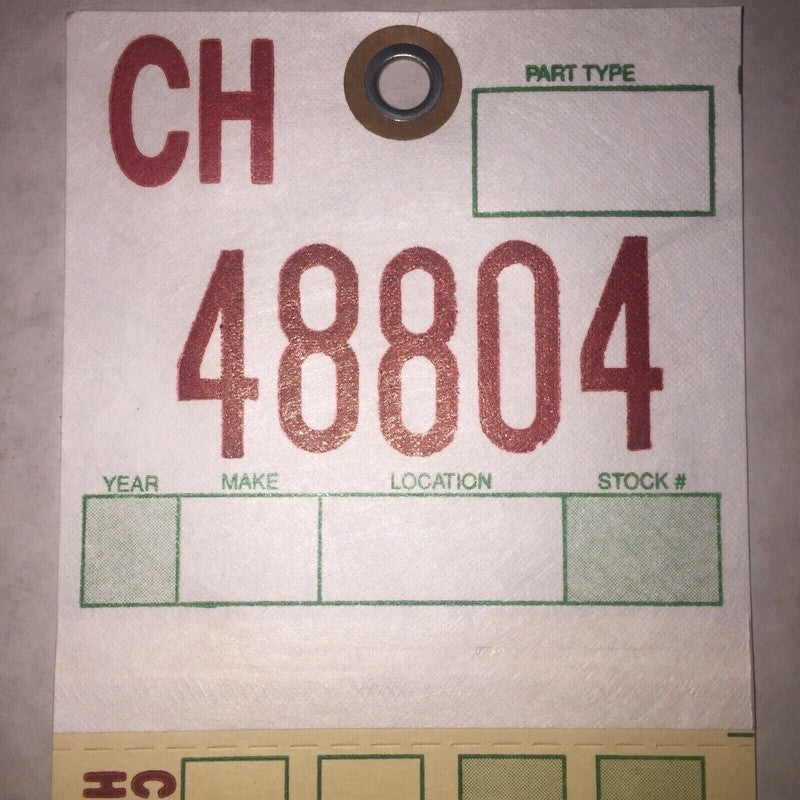 CH
PART TYPE
48804
YEAR MAKE LOCATION STOCK #
CH